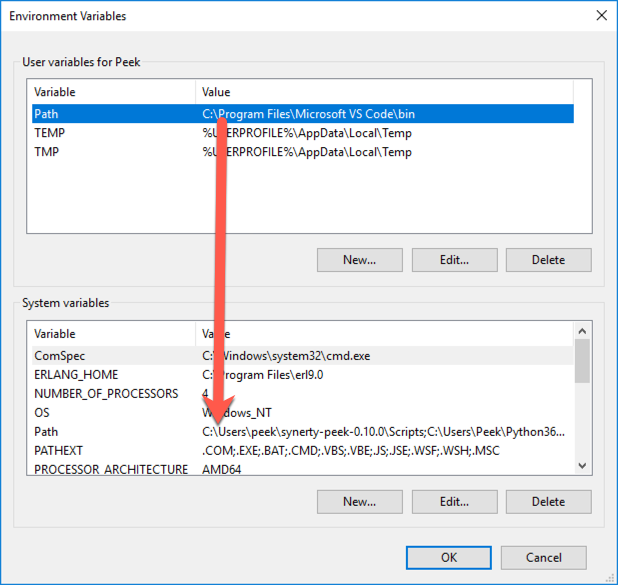 Environment Variables
User variables for Peek
Variable Value
Path C:\Program Files\Microsoft VS Code\bin
TEMP %USERPROFILE%\AppData\Local\Temp
TMP %USERPROFILE%\AppData\Local\Temp
New... Edit... Delete
System variables
Variable Value
ComSpec C:\Windows\system32\cmd.exe
ERLANG_HOME C:\Program Files\erl9.0
NUMBER_OF_PROCESSORS 4
OS Windows_NT
Path C:\Users\peek\synerty-peek-0.10.0\Scripts;C:\Users\Peek\Python36...
PATHEXT .COM;.EXE;.BAT;.CMD;.VBS;.VBE;.JS;.JSE;.WSF;.WSH;.MSC
PROCESSOR_ARCHITECTURE AMD64
New... Edit... Delete
OK Cancel